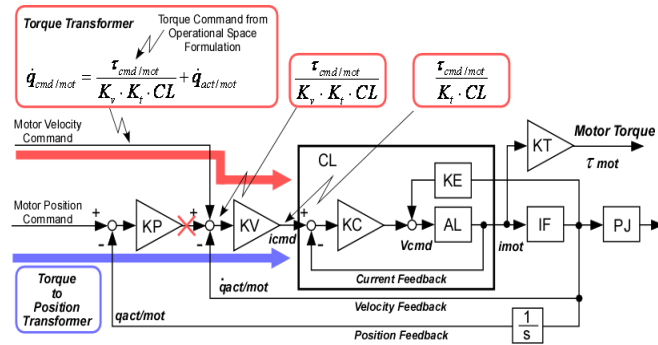 Torque Transformer
Torque Command from
Operational Space
Formulation
q̇cmd/mot = τcmd/mot / (Kv · Kt · CL) + q̇act/mot
τcmd/mot / (Kv · Kt · CL)
τcmd/mot / (Kt · CL)
Motor Velocity
Command
CL
KT
Motor Torque
τ mot
KE
Motor Position
Command
+
-
KP
+
-
KV
icmd
+
-
KC
Vcmd
AL
imot
IF
PJ
Current Feedback
Torque
to
Position
Transformer
q̇act/mot
Velocity Feedback
qact/mot
Position Feedback
1
s